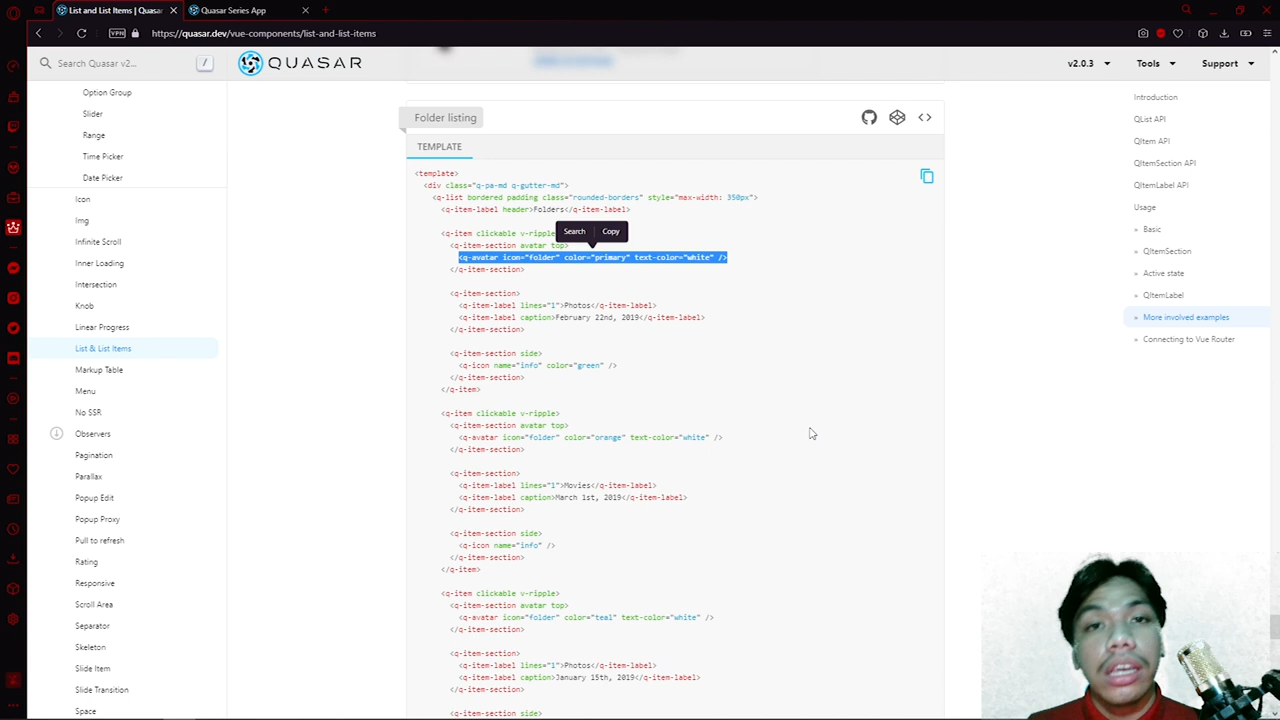 List and List Items | Quasar
Quasar Series App
VPN
https://quasar.dev/vue-components/list-and-list-items
Search Quasar v2...
/
QUASAR
v2.0.3
Tools
Support
Option Group
Slider
Range
Time Picker
Date Picker
Icon
Img
Infinite Scroll
Inner Loading
Intersection
Knob
Linear Progress
List & List Items
Markup Table
Menu
No SSR
Observers
Pagination
Parallax
Popup Edit
Popup Proxy
Pull to refresh
Rating
Responsive
Scroll Area
Separator
Skeleton
Slide Item
Slide Transition
Space
Folder listing
TEMPLATE
<template>
<div class="q-pa-md q-gutter-md">
<q-list bordered padding class="rounded-borders" style="max-width: 350px">
<q-item-label header>Folders</q-item-label>
<q-item clickable v-ripple>
Search
Copy
<q-item-section avatar top>
<q-avatar icon="folder" color="primary" text-color="white" />
</q-item-section>
<q-item-section>
<q-item-label lines="1">Photos</q-item-label>
<q-item-label caption>February 22nd, 2019</q-item-label>
</q-item-section>
<q-item-section side>
<q-icon name="info" color="green" />
</q-item-section>
</q-item>
<q-item clickable v-ripple>
<q-item-section avatar top>
<q-avatar icon="folder" color="orange" text-color="white" />
</q-item-section>
<q-item-section>
<q-item-label lines="1">Movies</q-item-label>
<q-item-label caption>March 1st, 2019</q-item-label>
</q-item-section>
<q-item-section side>
<q-icon name="info" />
</q-item-section>
</q-item>
<q-item clickable v-ripple>
<q-item-section avatar top>
<q-avatar icon="folder" color="teal" text-color="white" />
</q-item-section>
<q-item-section>
<q-item-label lines="1">Photos</q-item-label>
<q-item-label caption>January 15th, 2019</q-item-label>
</q-item-section>
<q-item-section side>
Introduction
QList API
QItem API
QItemSection API
QItemLabel API
Usage
» Basic
» QItemSection
» Active state
» QItemLabel
» More involved examples
» Connecting to Vue Router